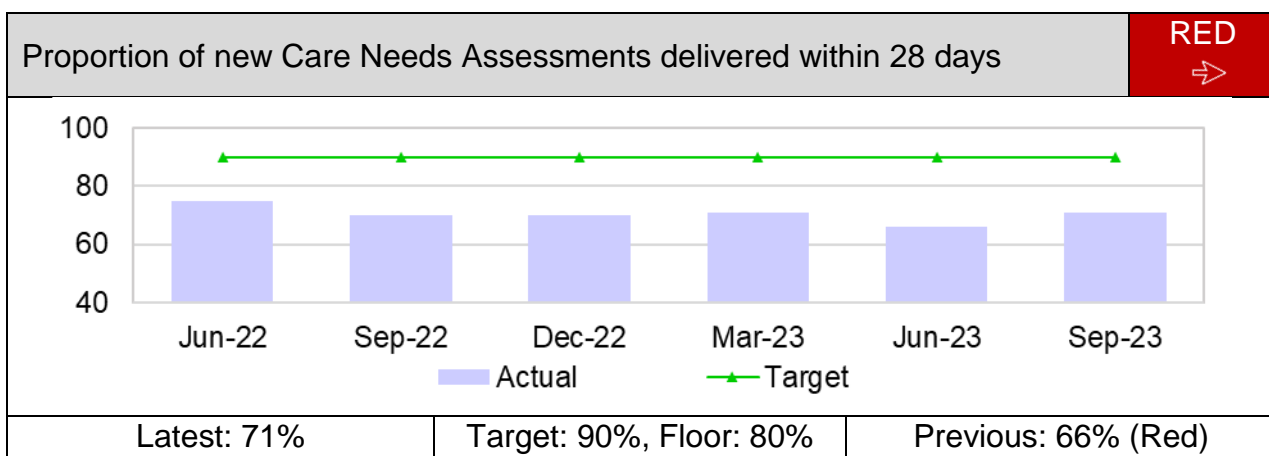 Proportion of new Care Needs Assessments delivered within 28 days
RED
100
80
60
40
Jun-22 Sep-22 Dec-22 Mar-23 Jun-23 Sep-23
Actual Target
Latest: 71% Target: 90%, Floor: 80% Previous: 66% (Red)